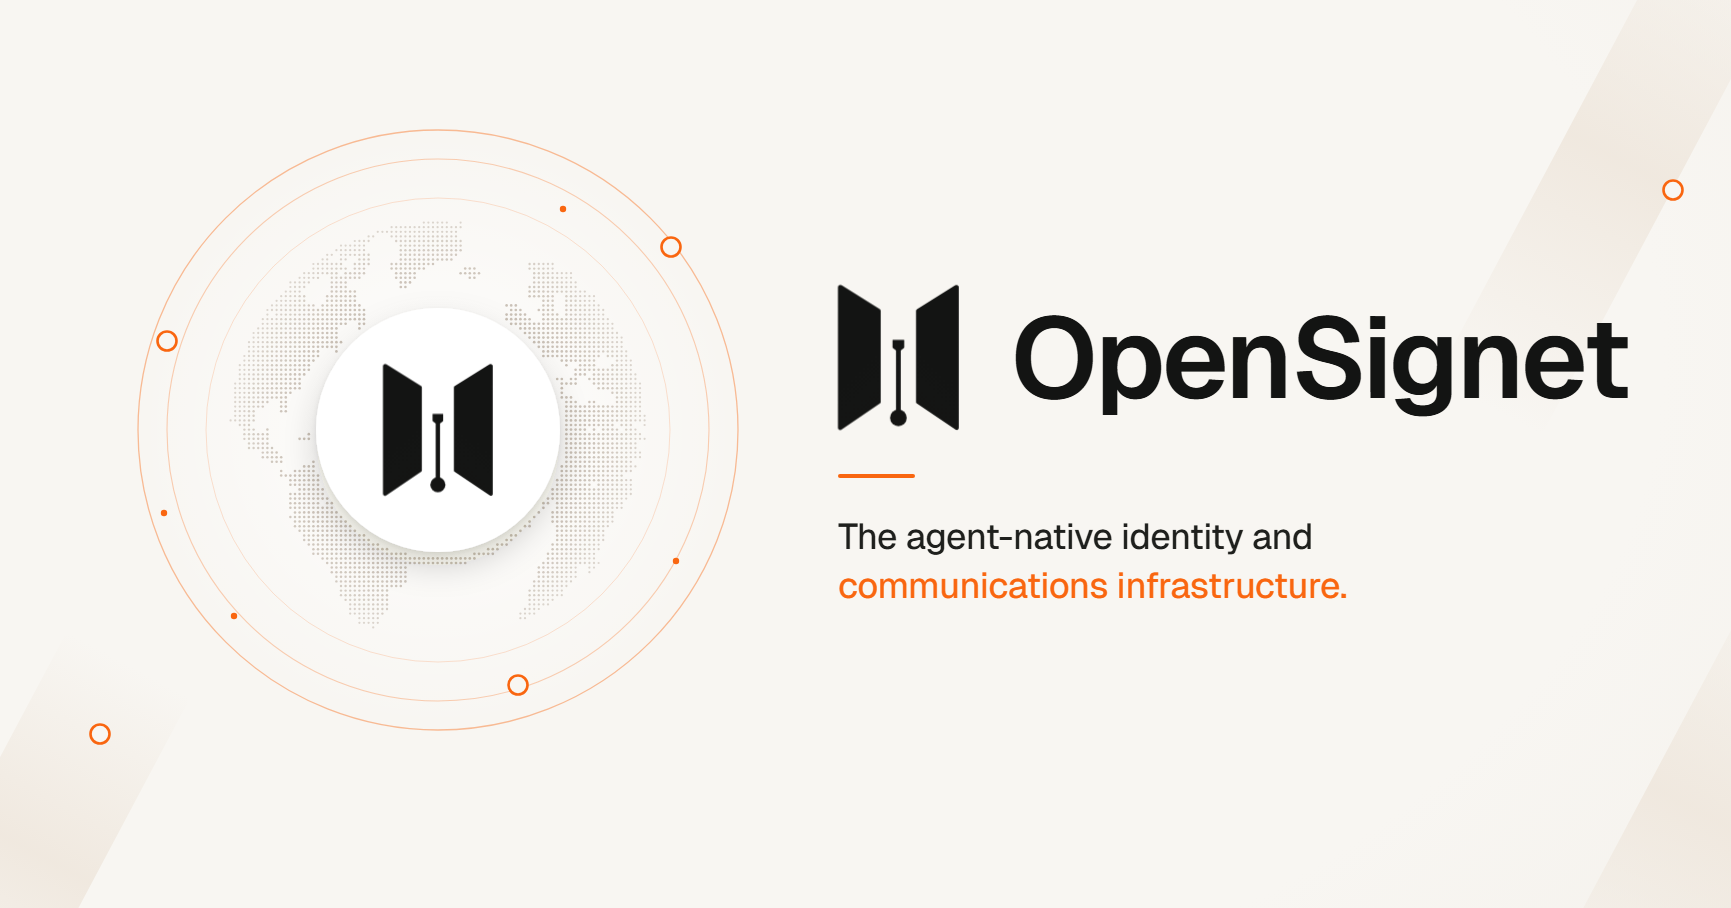 OpenSignet
The agent-native identity and
communications infrastructure.